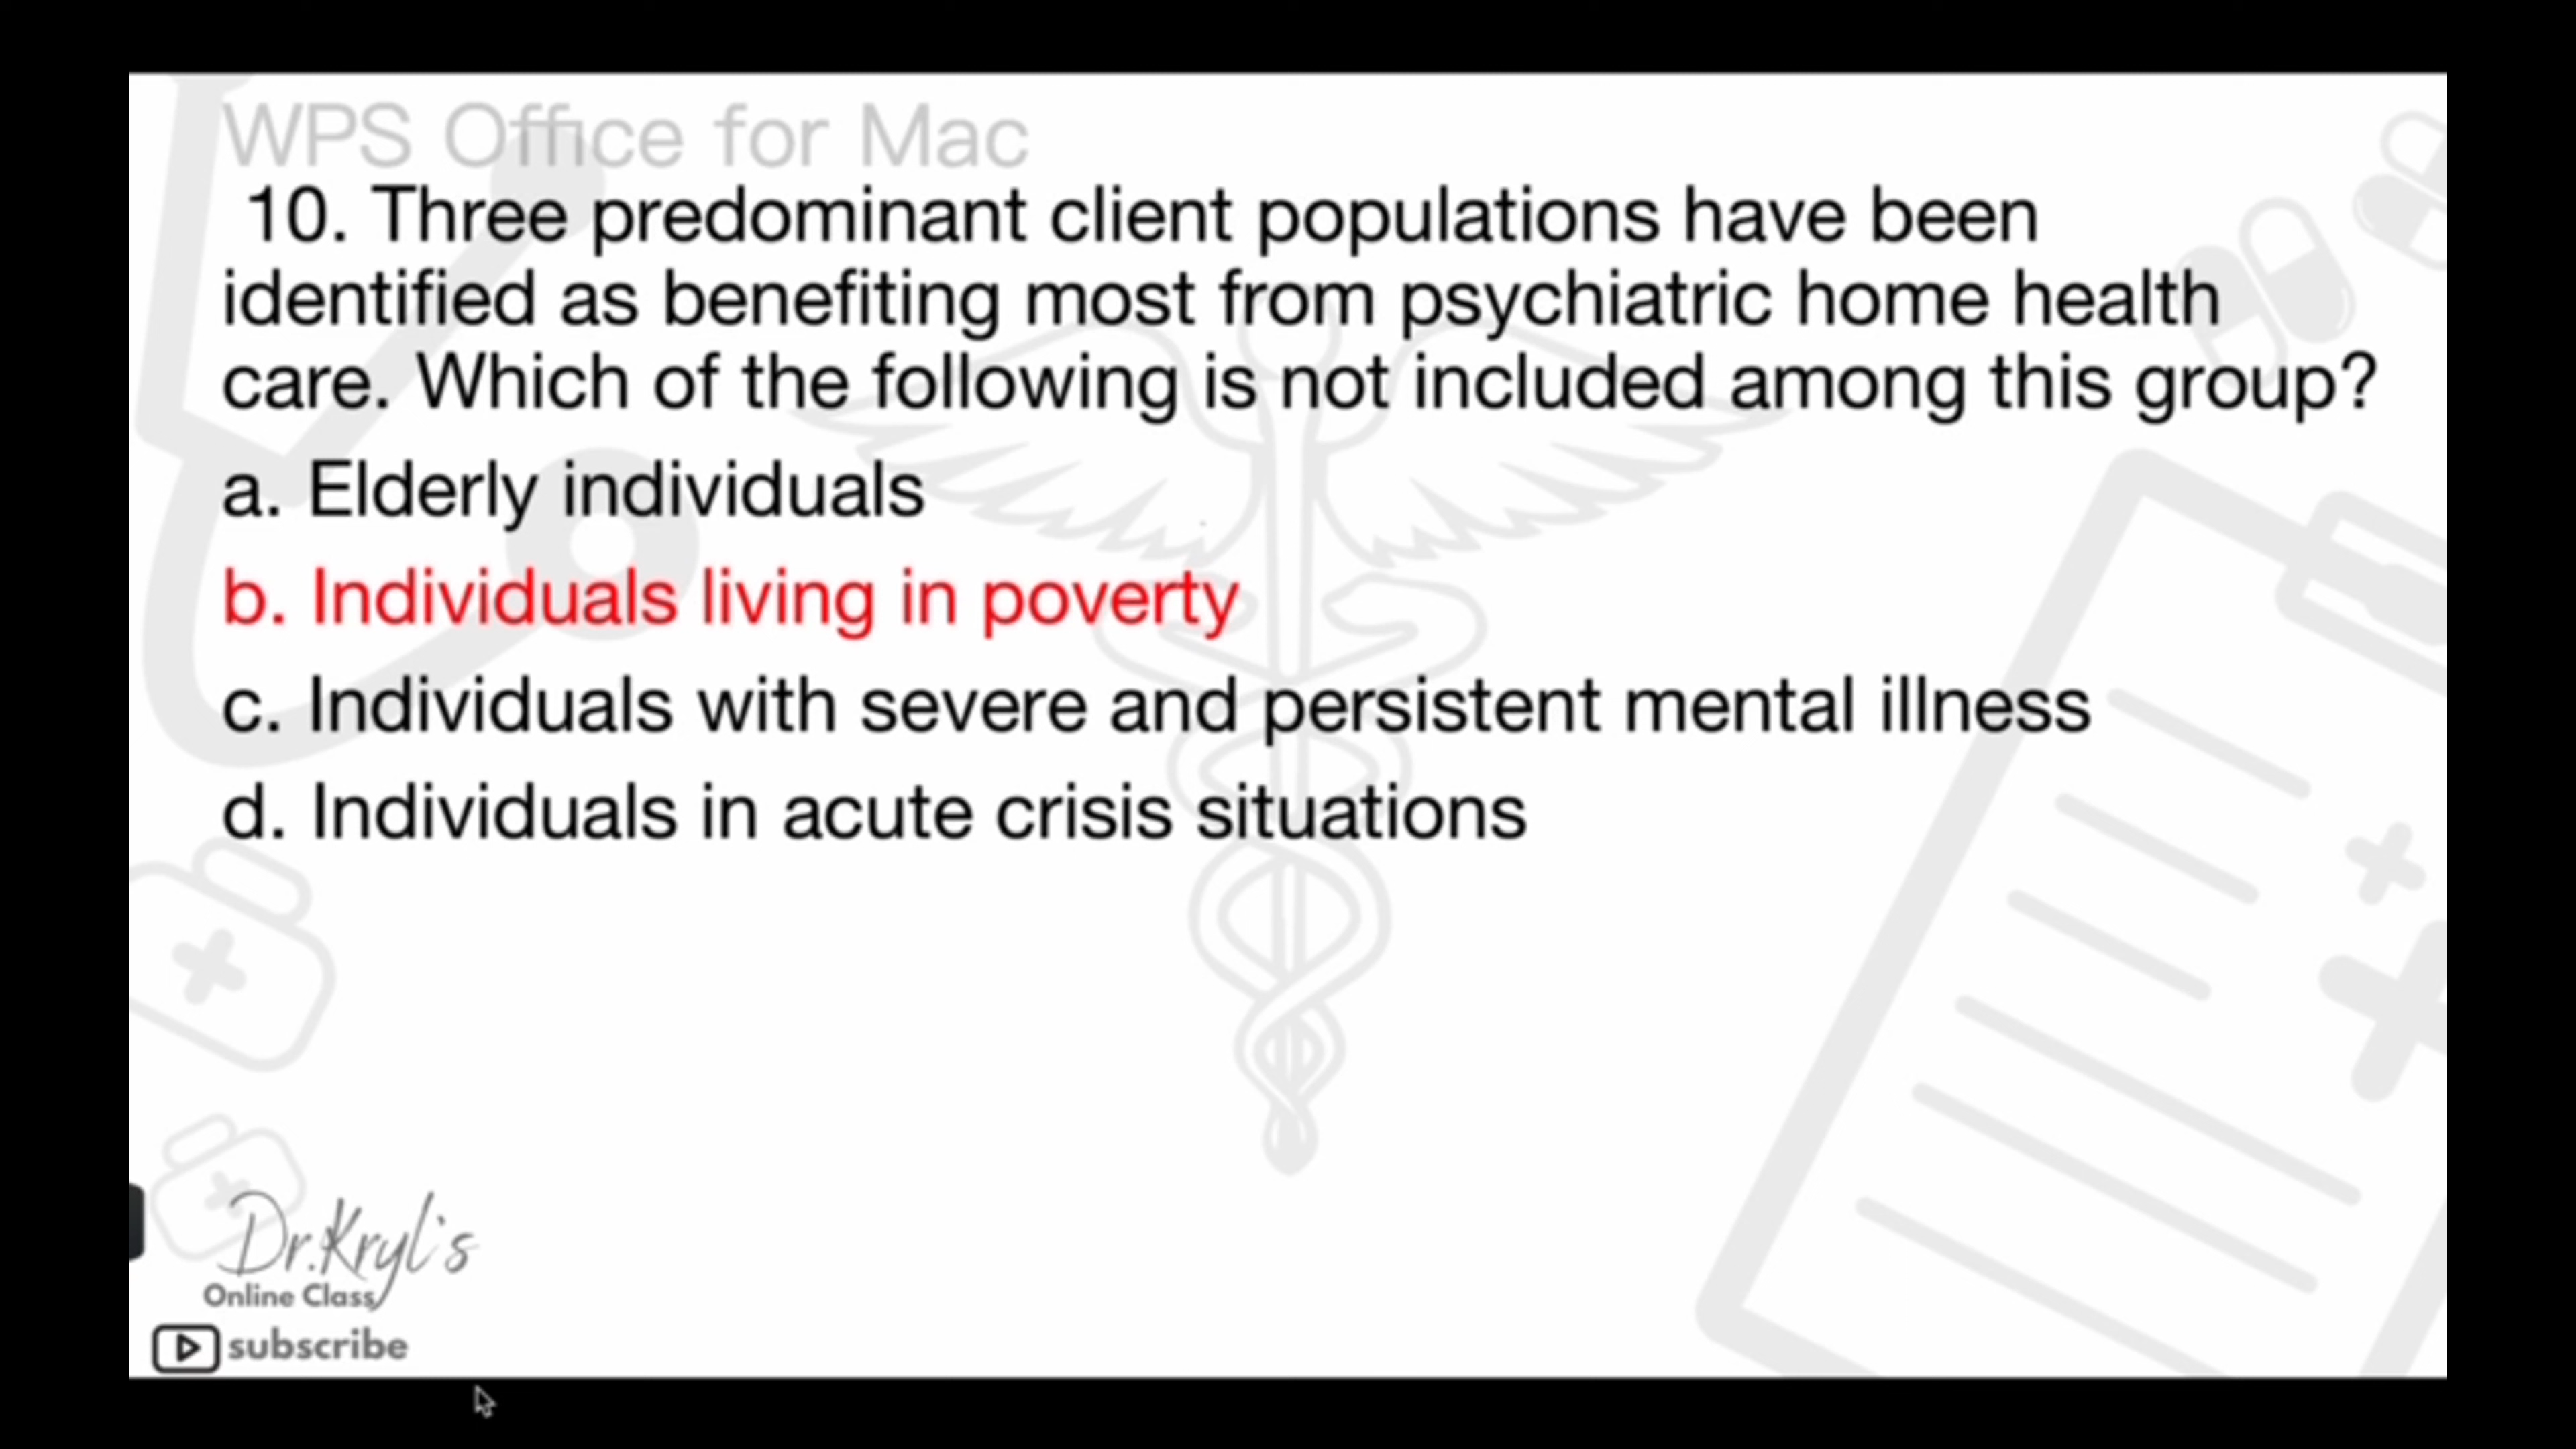 WPS Office for Mac
10. Three predominant client populations have been
identified as benefiting most from psychiatric home health
care. Which of the following is not included among this group?
a. Elderly individuals
b. Individuals living in poverty
c. Individuals with severe and persistent mental illness
d. Individuals in acute crisis situations
Dr.Kryl's
Online Class
subscribe